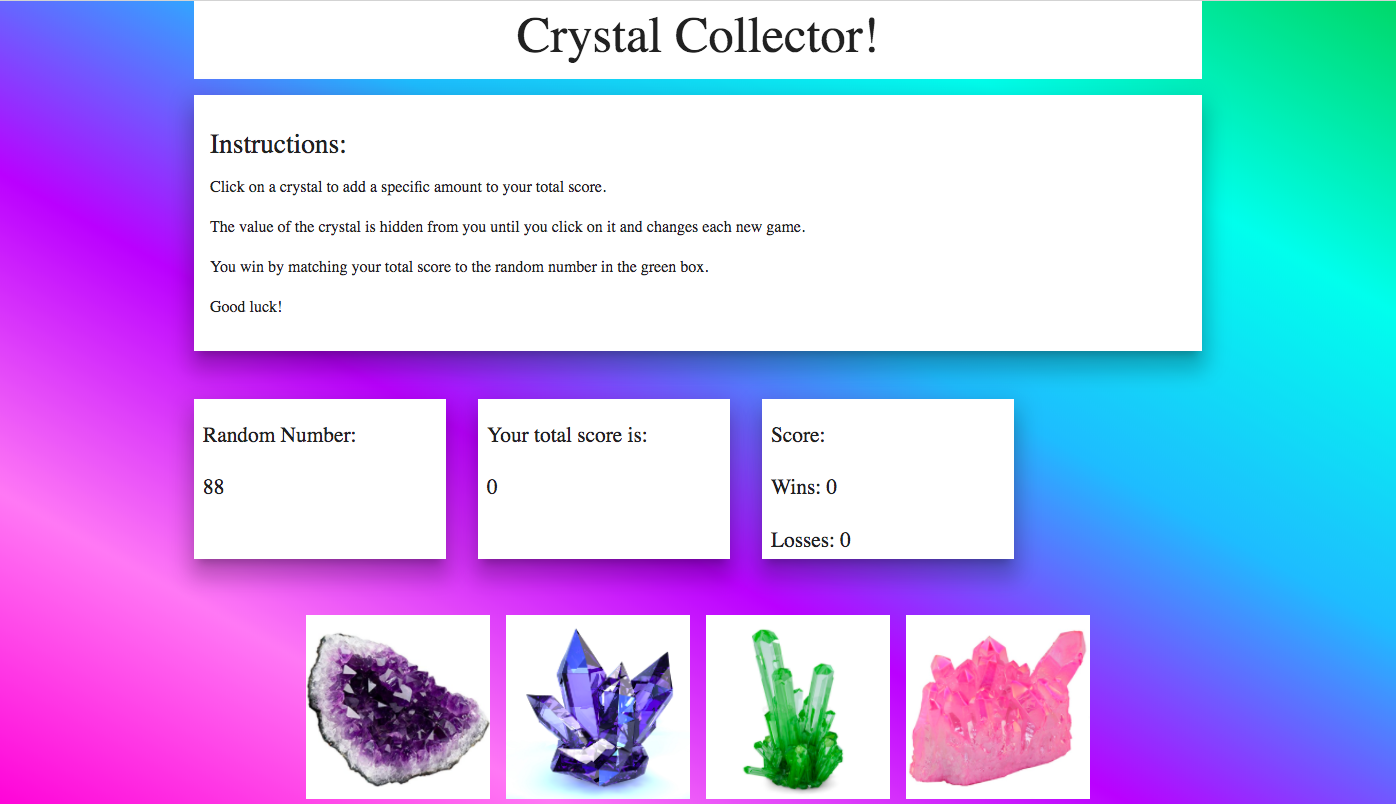 Crystal Collector!
Instructions:
Click on a crystal to add a specific amount to your total score.
The value of the crystal is hidden from you until you click on it and changes each new game.
You win by matching your total score to the random number in the green box.
Good luck!
Random Number:
88
Your total score is:
0
Score:
Wins: 0
Losses: 0